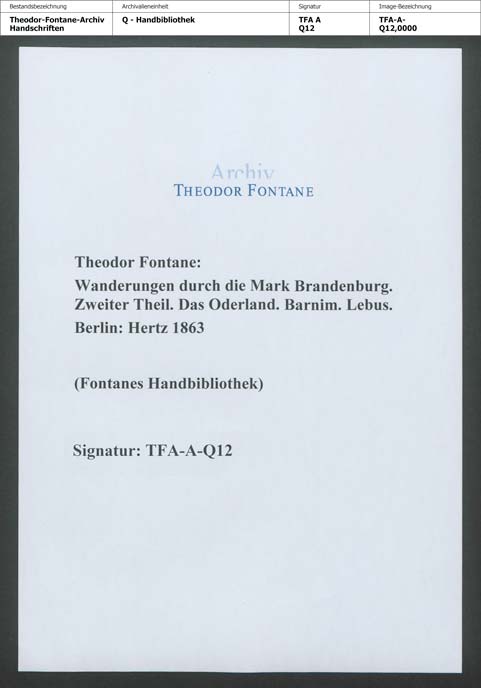 Bestandsbezeichnung Archivalieneinheit Signatur Image-Bezeichnung
Theodor-Fontane-Archiv Q - Handbibliothek TFA A TFA-A-
Handschriften Q12 Q12,0000
Archiv
THEODOR FONTANE
Theodor Fontane:
Wanderungen durch die Mark Brandenburg.
Zweiter Theil. Das Oderland. Barnim. Lebus.
Berlin: Hertz 1863
(Fontanes Handbibliothek)
Signatur: TFA-A-Q12